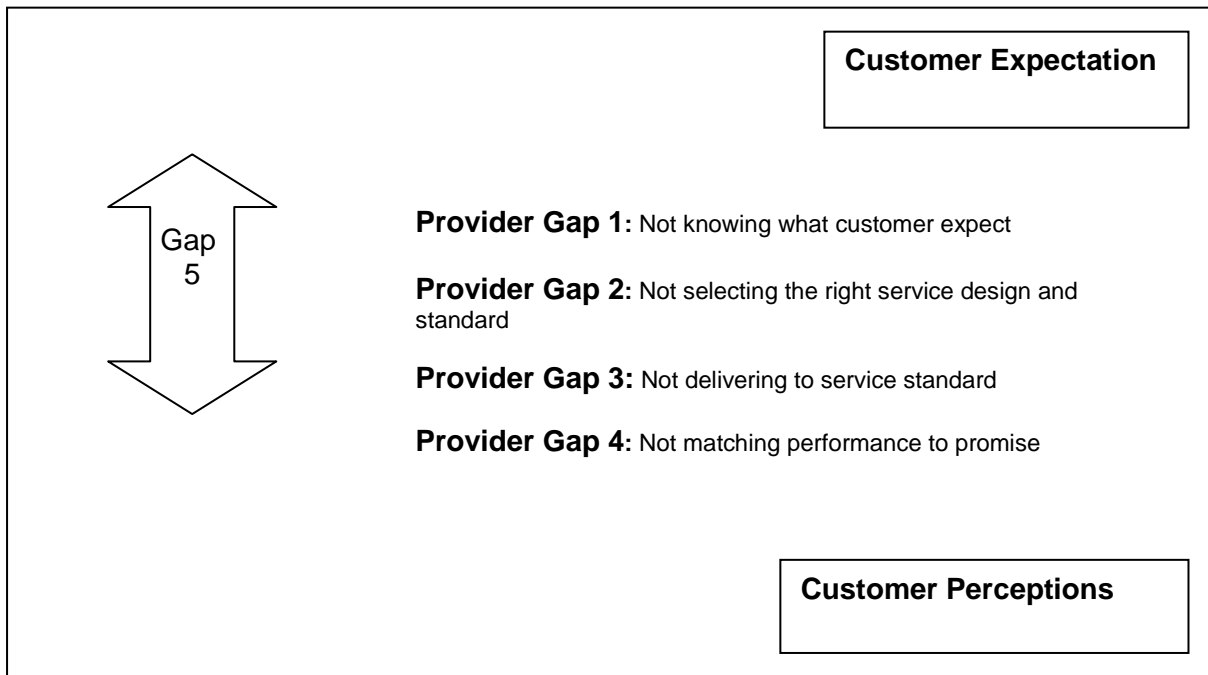 Customer Expectation
Gap
5
Provider Gap 1: Not knowing what customer expect
Provider Gap 2: Not selecting the right service design and
standard
Provider Gap 3: Not delivering to service standard
Provider Gap 4: Not matching performance to promise
Customer Perceptions